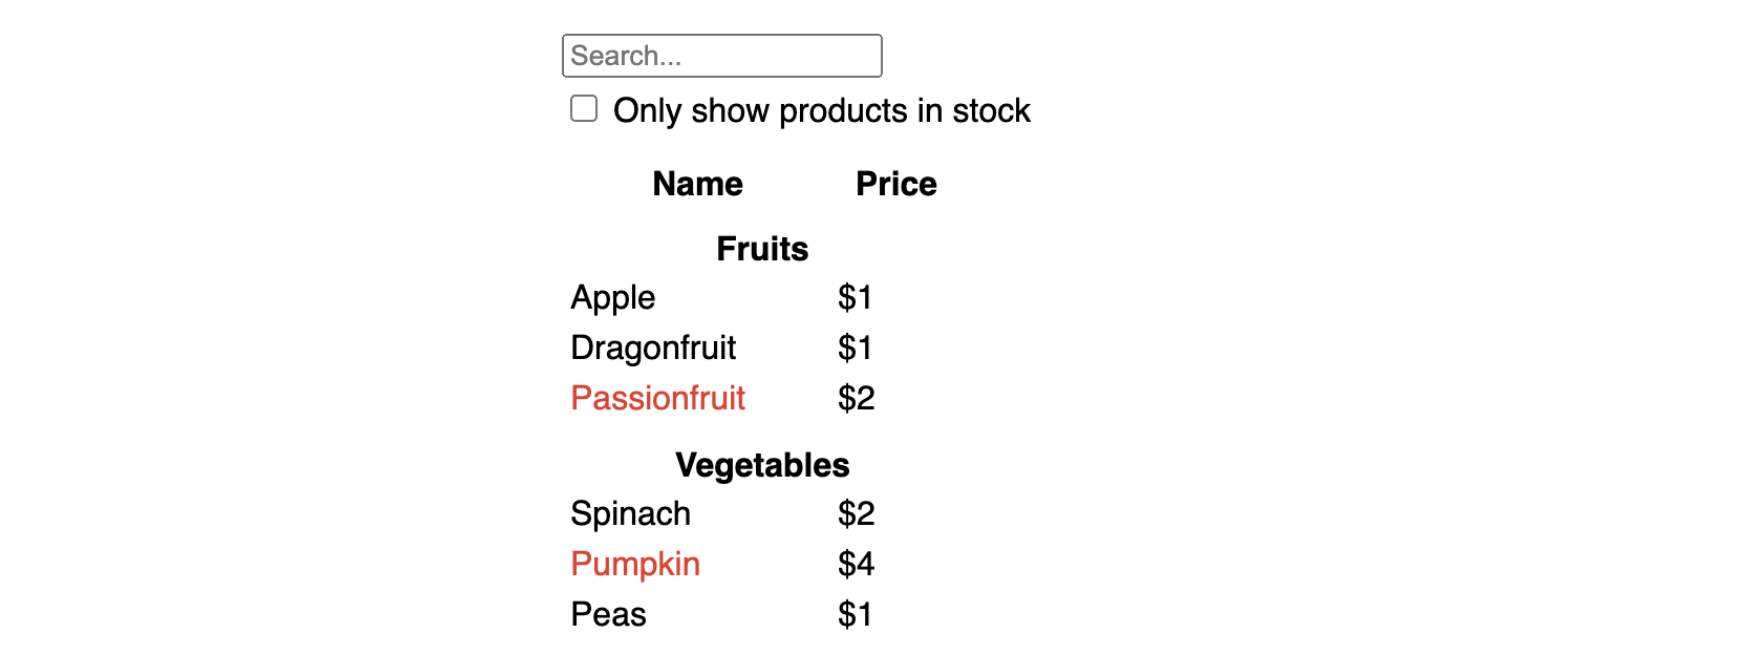 Search...
Only show products in stock
Name Price
Fruits
Apple $1
Dragonfruit $1
Passionfruit $2
Vegetables
Spinach $2
Pumpkin $4
Peas $1